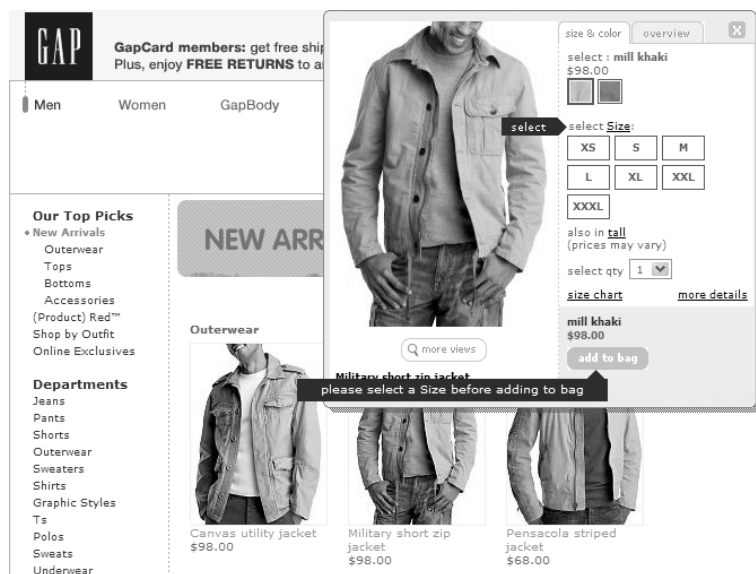 GAP
GapCard members: get free ship
Plus, enjoy FREE RETURNS to a
Men
Women
GapBody
Our Top Picks
New Arrivals
Outerwear
Tops
Bottoms
Accessories
(Product) Red™
Shop by Outfit
Online Exclusives
Departments
Jeans
Pants
Shorts
Outerwear
Sweaters
Shirts
Graphic Styles
Ts
Polos
Sweats
Underwear
NEW ARR
Outerwear
Canvas utility jacket
$98.00
Military short zip
jacket
$98.00
Pensacola striped
jacket
$68.00
more views
Military short zip jacket
size & color
overview
select : mill khaki
$98.00
select
select Size:
XS
S
M
L
XL
XXL
XXXL
also in tall
(prices may vary)
select qty 1
size chart
more details
mill khaki
$98.00
add to bag
please select a Size before adding to bag